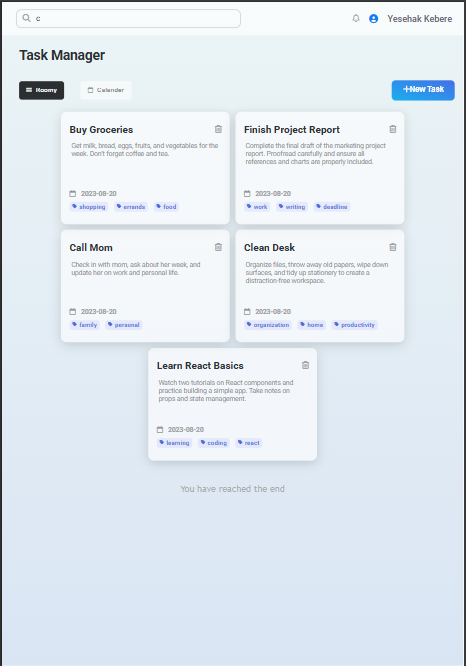 c
Yesehak Kebere
Task Manager
Roomy
Calander
+New Task
Buy Groceries
Get milk, bread, eggs, fruits, and vegetables for the
week. Don't forget coffee and tea.
2023-08-20
shopping errands food
Finish Project Report
Complete the final draft of the marketing project
report. Proofread carefully and ensure all
references and charts are properly included.
2023-08-20
work writing deadline
Call Mom
Check in with mom, ask about her week, and
update her on work and personal life.
2023-08-20
family personal
Clean Desk
Organize files, throw away old papers, wipe down
surfaces, and tidy up stationery to create a
distraction-free workspace.
2023-08-20
organization home productivity
Learn React Basics
Watch two tutorials on React components and
practice building a simple app. Take notes on
props and state management.
2023-08-20
learning coding react
You have reached the end